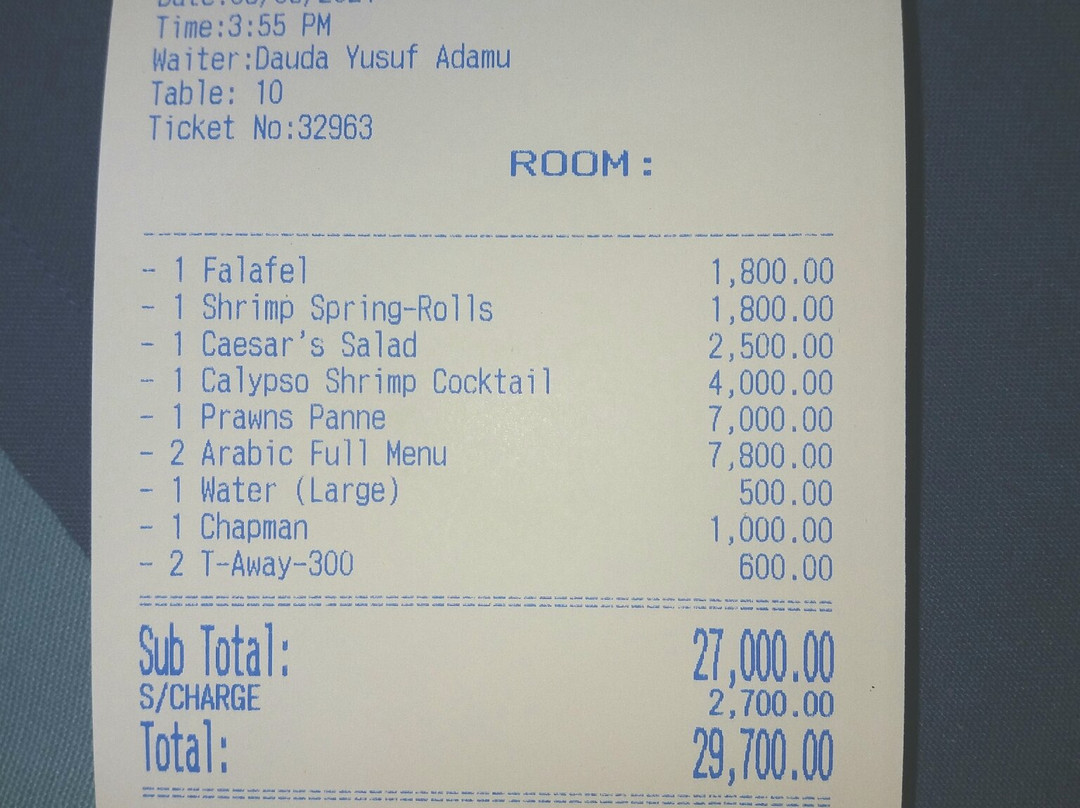 Time:3:55 PM
Waiter:Dauda Yusuf Adamu
Table: 10
Ticket No:32963
ROOM:
- 1 Falafel 1,800.00
- 1 Shrimp Spring-Rolls 1,800.00
- 1 Caesar's Salad 2,500.00
- 1 Calypso Shrimp Cocktail 4,000.00
- 1 Prawns Panne 7,000.00
- 2 Arabic Full Menu 7,800.00
- 1 Water (Large) 500.00
- 1 Chapman 1,000.00
- 2 T-Away-300 600.00
Sub Total: 27,000.00
S/CHARGE 2,700.00
Total: 29,700.00